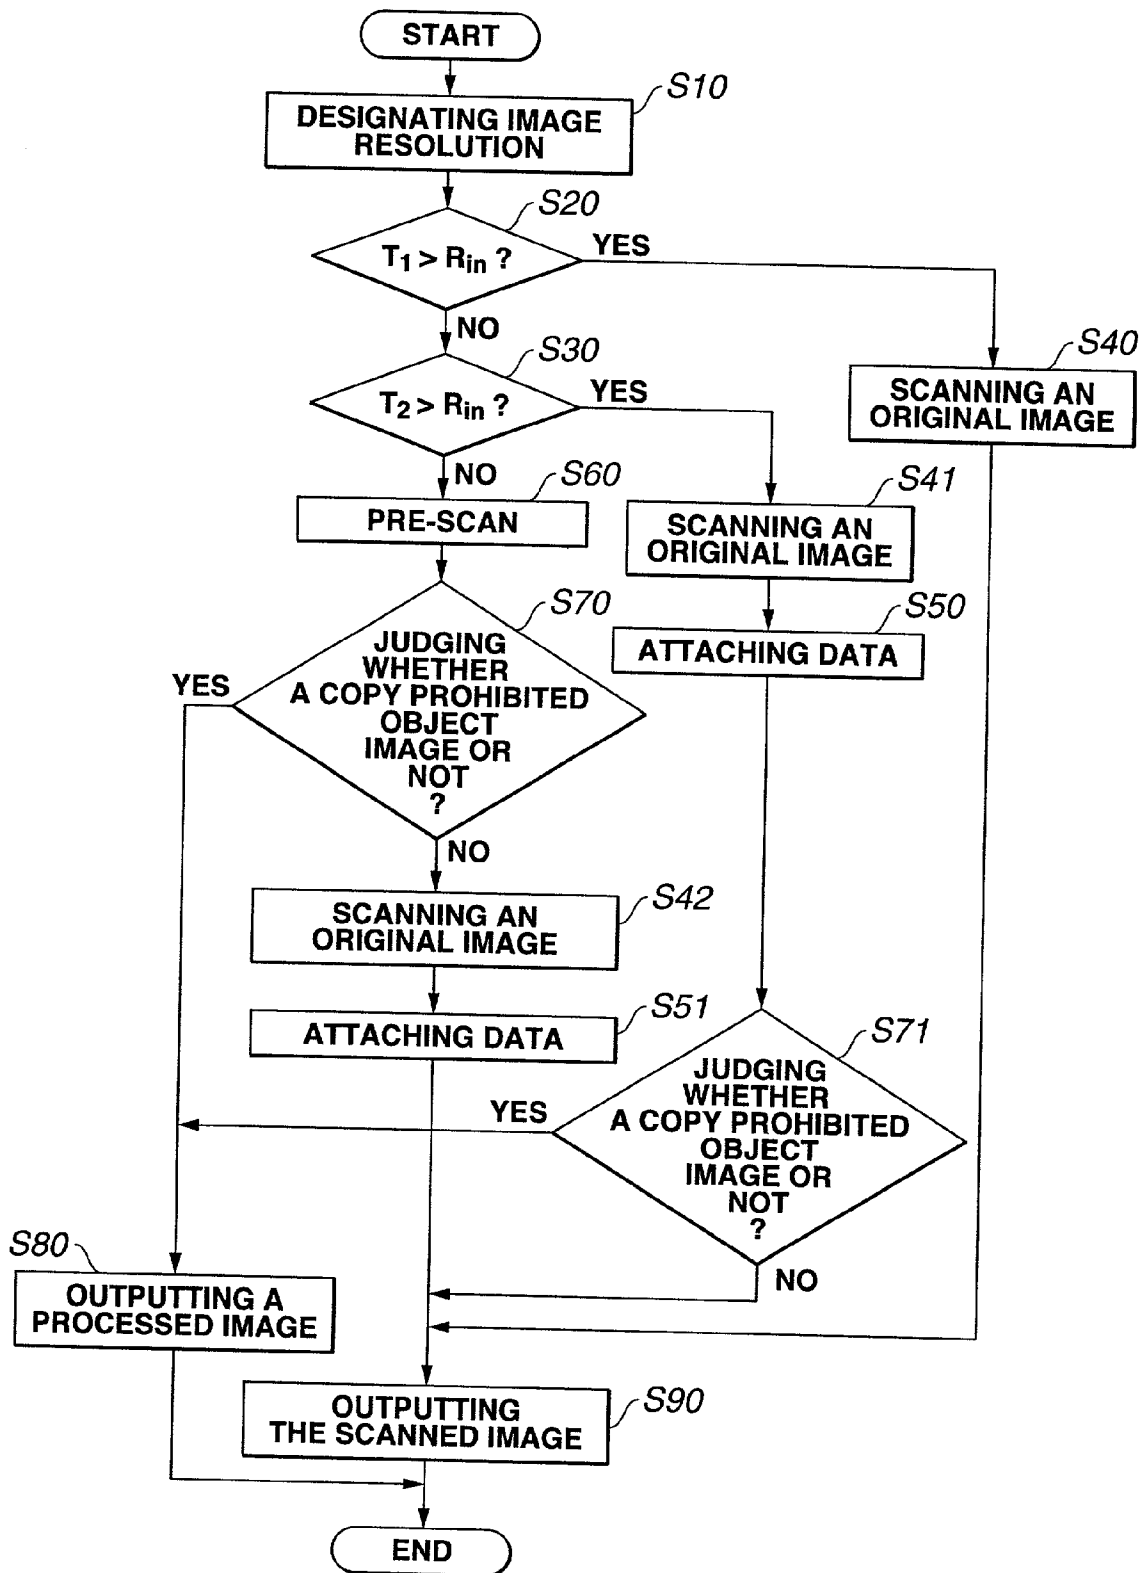 START
S10
DESIGNATING IMAGE
RESOLUTION
S20
T1 > Rin ?
YES
NO
S30
T2 > Rin ?
YES
NO
S40
SCANNING AN
ORIGINAL IMAGE
S60
PRE-SCAN
S41
SCANNING AN
ORIGINAL IMAGE
S50
ATTACHING DATA
S70
JUDGING
WHETHER
A COPY PROHIBITED
OBJECT
IMAGE OR
NOT
?
YES
NO
S42
SCANNING AN
ORIGINAL IMAGE
S51
ATTACHING DATA
S71
JUDGING
WHETHER
A COPY PROHIBITED
OBJECT
IMAGE OR
NOT
?
YES
NO
S80
OUTPUTTING A
PROCESSED IMAGE
S90
OUTPUTTING
THE SCANNED IMAGE
END